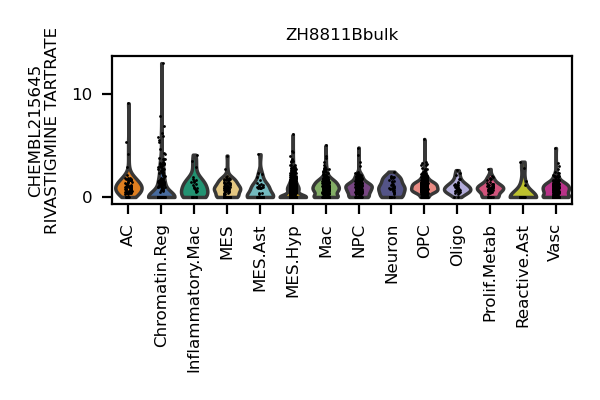 ZH8811Bbulk
CHEMBL215645
RIVASTIGMINE TARTRATE
10
0
AC
Chromatin.Reg
Inflammatory.Mac
MES
MES.Ast
MES.Hyp
Mac
NPC
Neuron
OPC
Oligo
Prolif.Metab
Reactive.Ast
Vasc